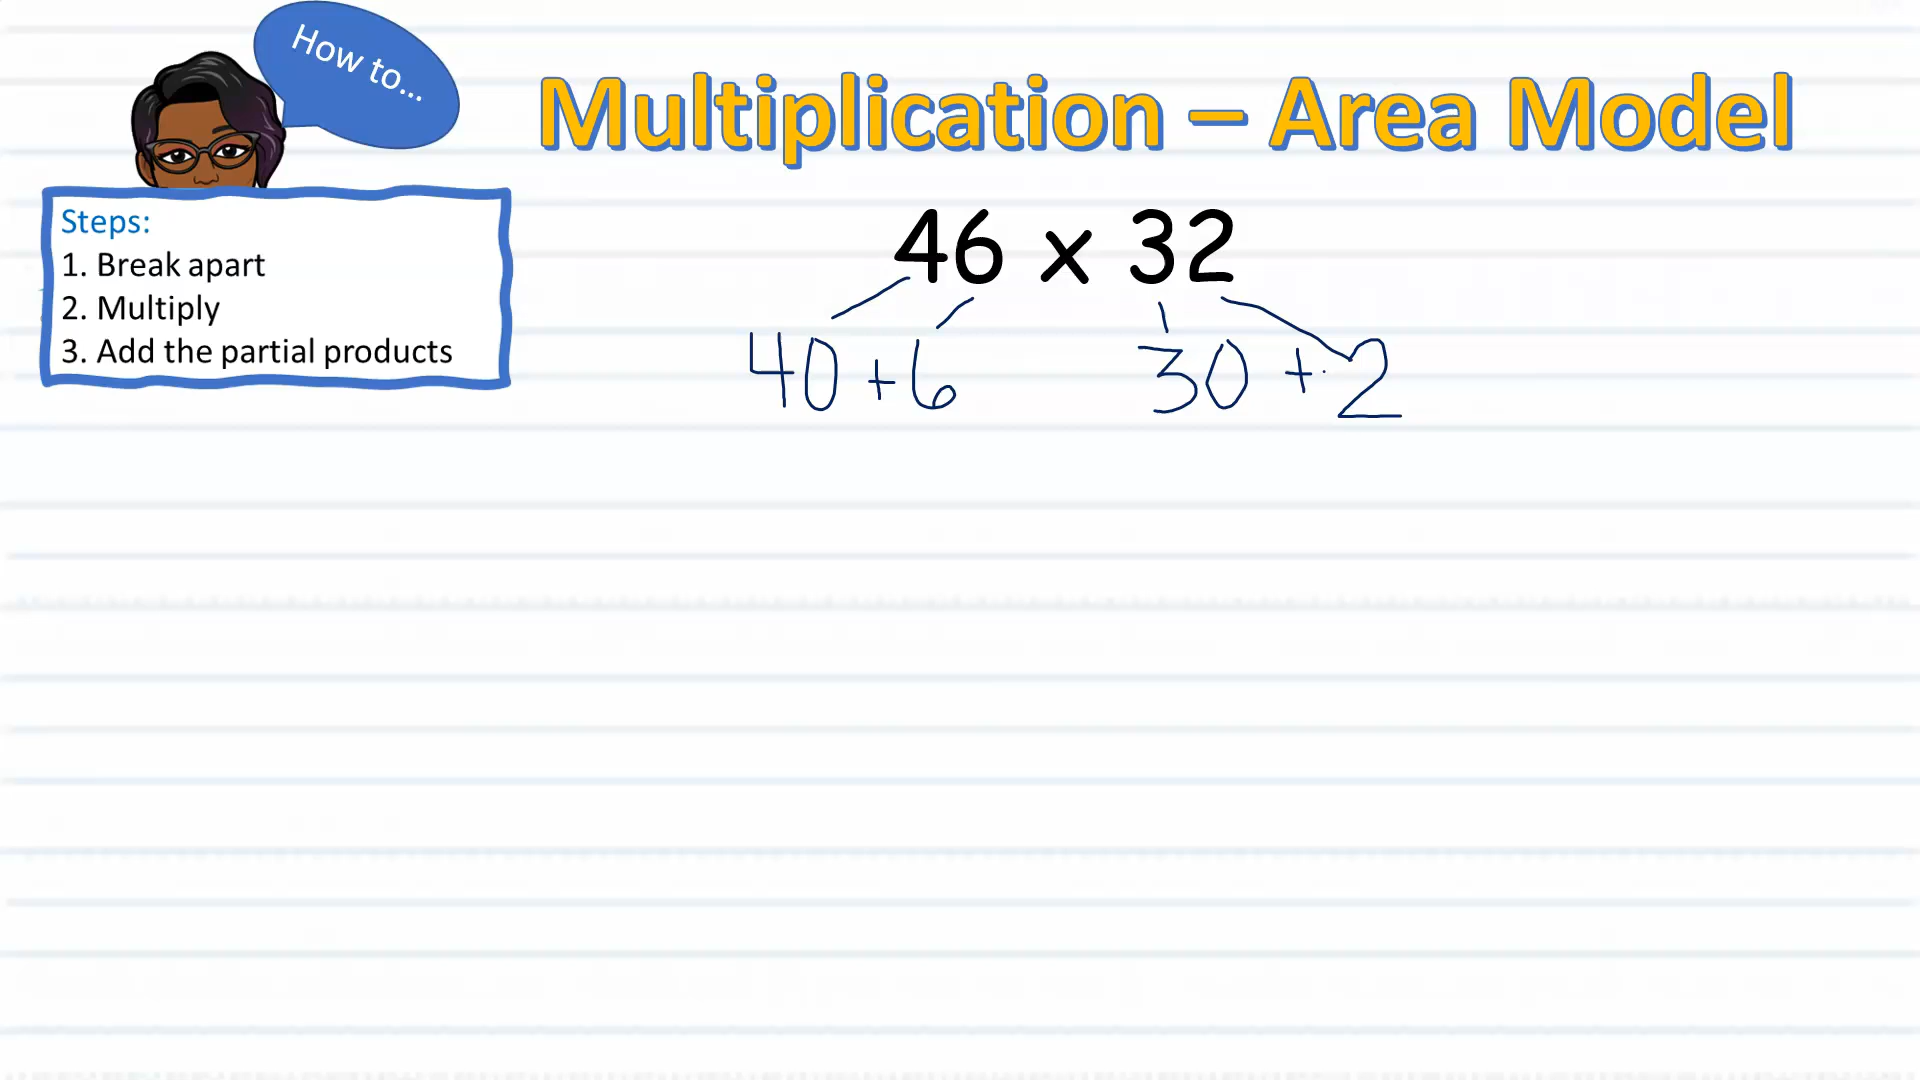 How to...
Multiplication – Area Model
Steps:
1. Break apart
2. Multiply
3. Add the partial products
46 x 32
40 + 6 30 + 2